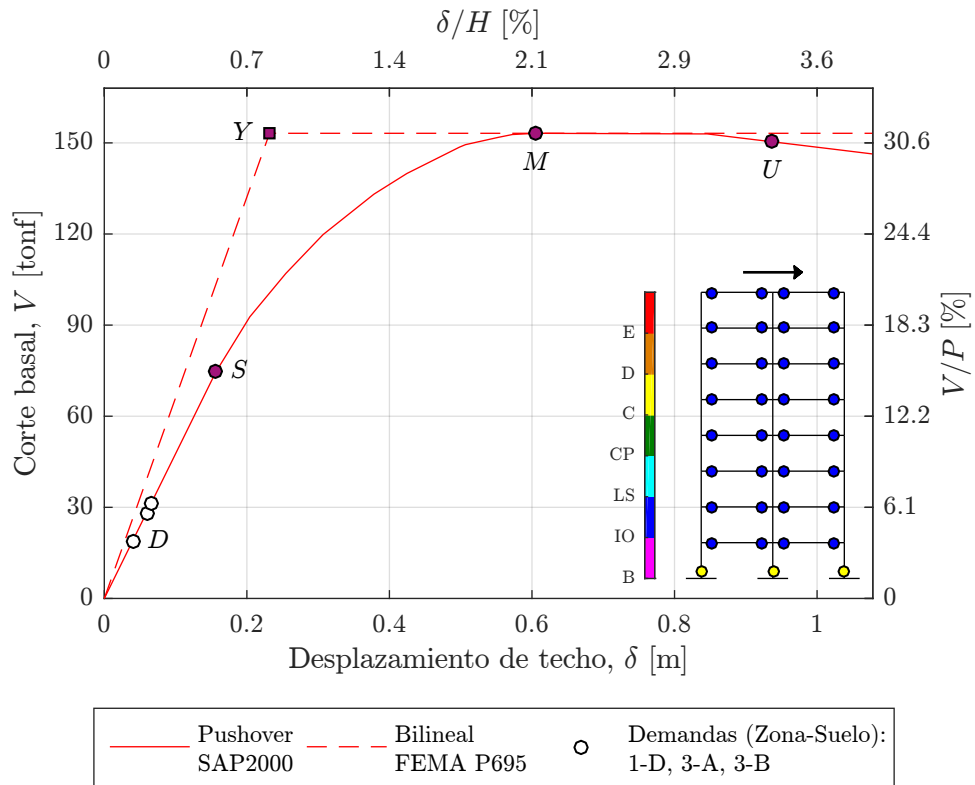 δ/H [%]
0 0.7 1.4 2.1 2.9 3.6
Corte basal, V [tonf]
150
120
90
60
30
0
Y
M
U
S
D
E
D
C
CP
LS
IO
B
30.6
24.4
18.3
12.2
6.1
0
V/P [%]
0 0.2 0.4 0.6 0.8 1
Desplazamiento de techo, δ [m]
Pushover
SAP2000
Bilineal
FEMA P695
Demandas (Zona-Suelo):
1-D, 3-A, 3-B